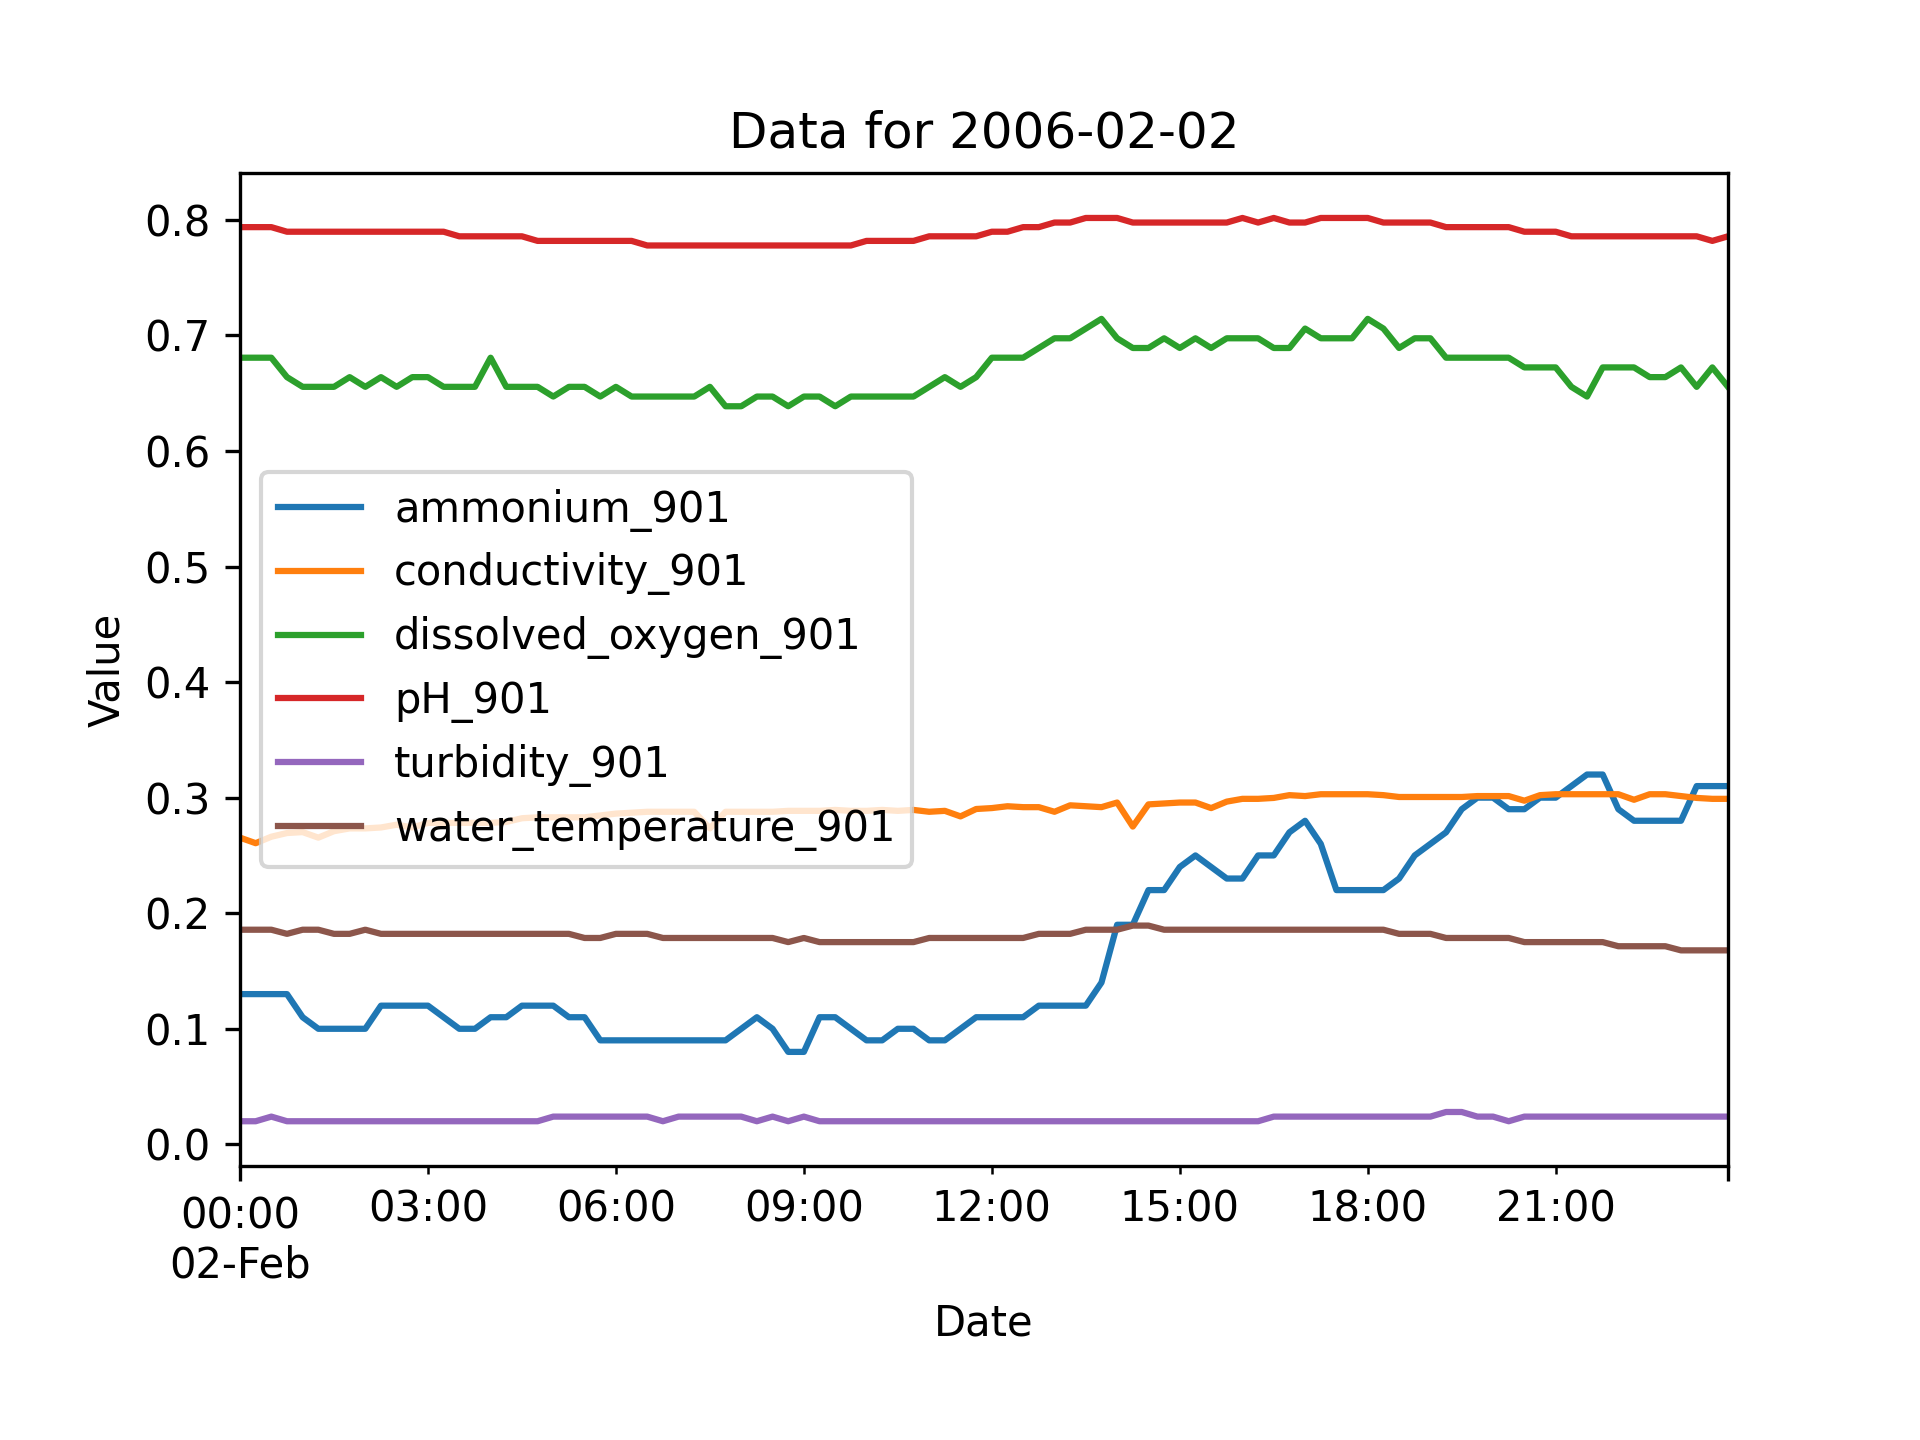 Data for 2006-02-02
0.8
0.7
0.6
0.5
0.4
0.3
0.2
0.1
0.0
Value
ammonium_901
conductivity_901
dissolved_oxygen_901
pH_901
turbidity_901
water_temperature_901
00:00 03:00 06:00 09:00 12:00 15:00 18:00 21:00
02-Feb
Date